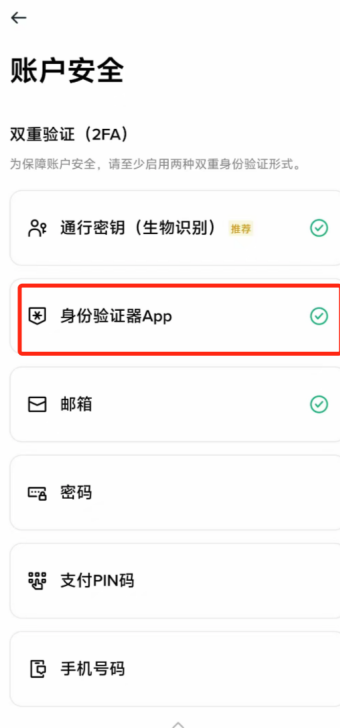 账户安全
双重验证（2FA）
为保障账户安全，请至少启用两种双重身份验证形式。
通行密钥（生物识别） 推荐
身份验证器App
邮箱
密码
支付PIN码
手机号码